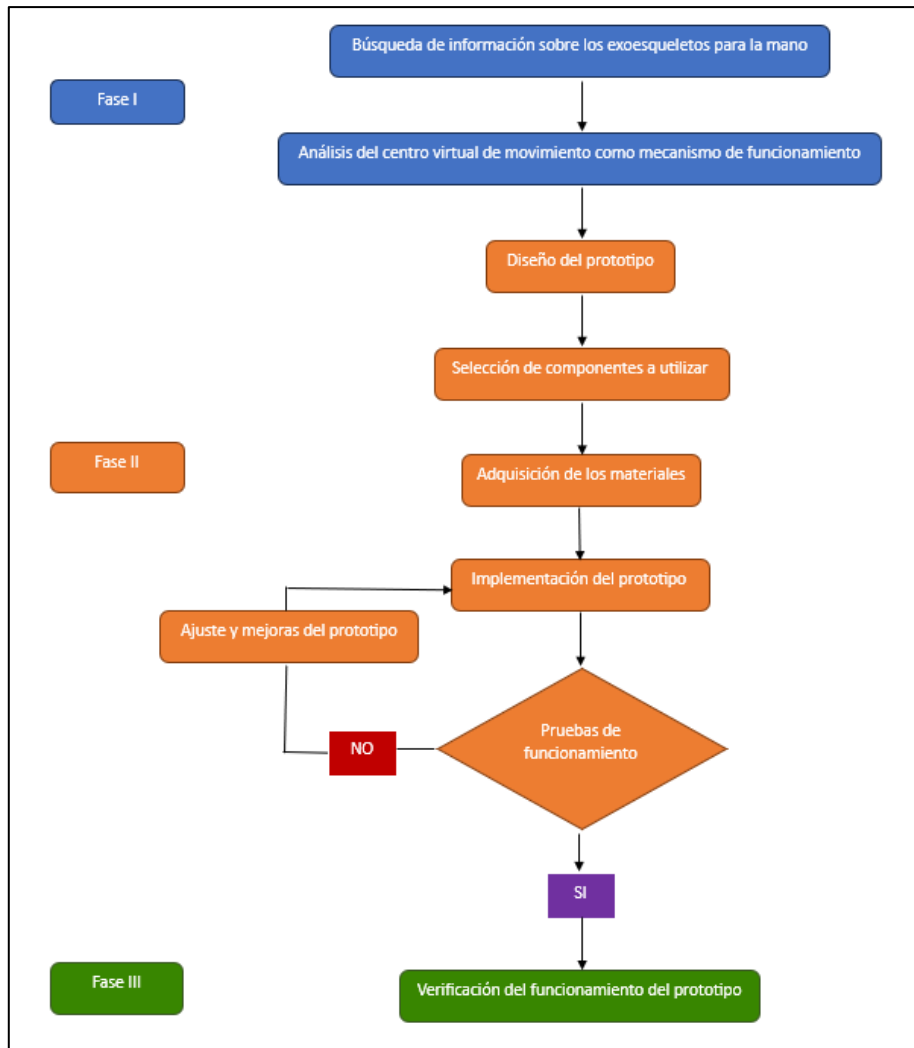 Búsqueda de información sobre los exoesqueletos para la mano
Fase I
Análisis del centro virtual de movimiento como mecanismo de funcionamiento
Diseño del prototipo
Selección de componentes a utilizar
Fase II
Adquisición de los materiales
Implementación del prototipo
Ajuste y mejoras del prototipo
Pruebas de
funcionamiento
NO
SI
Fase III
Verificación del funcionamiento del prototipo